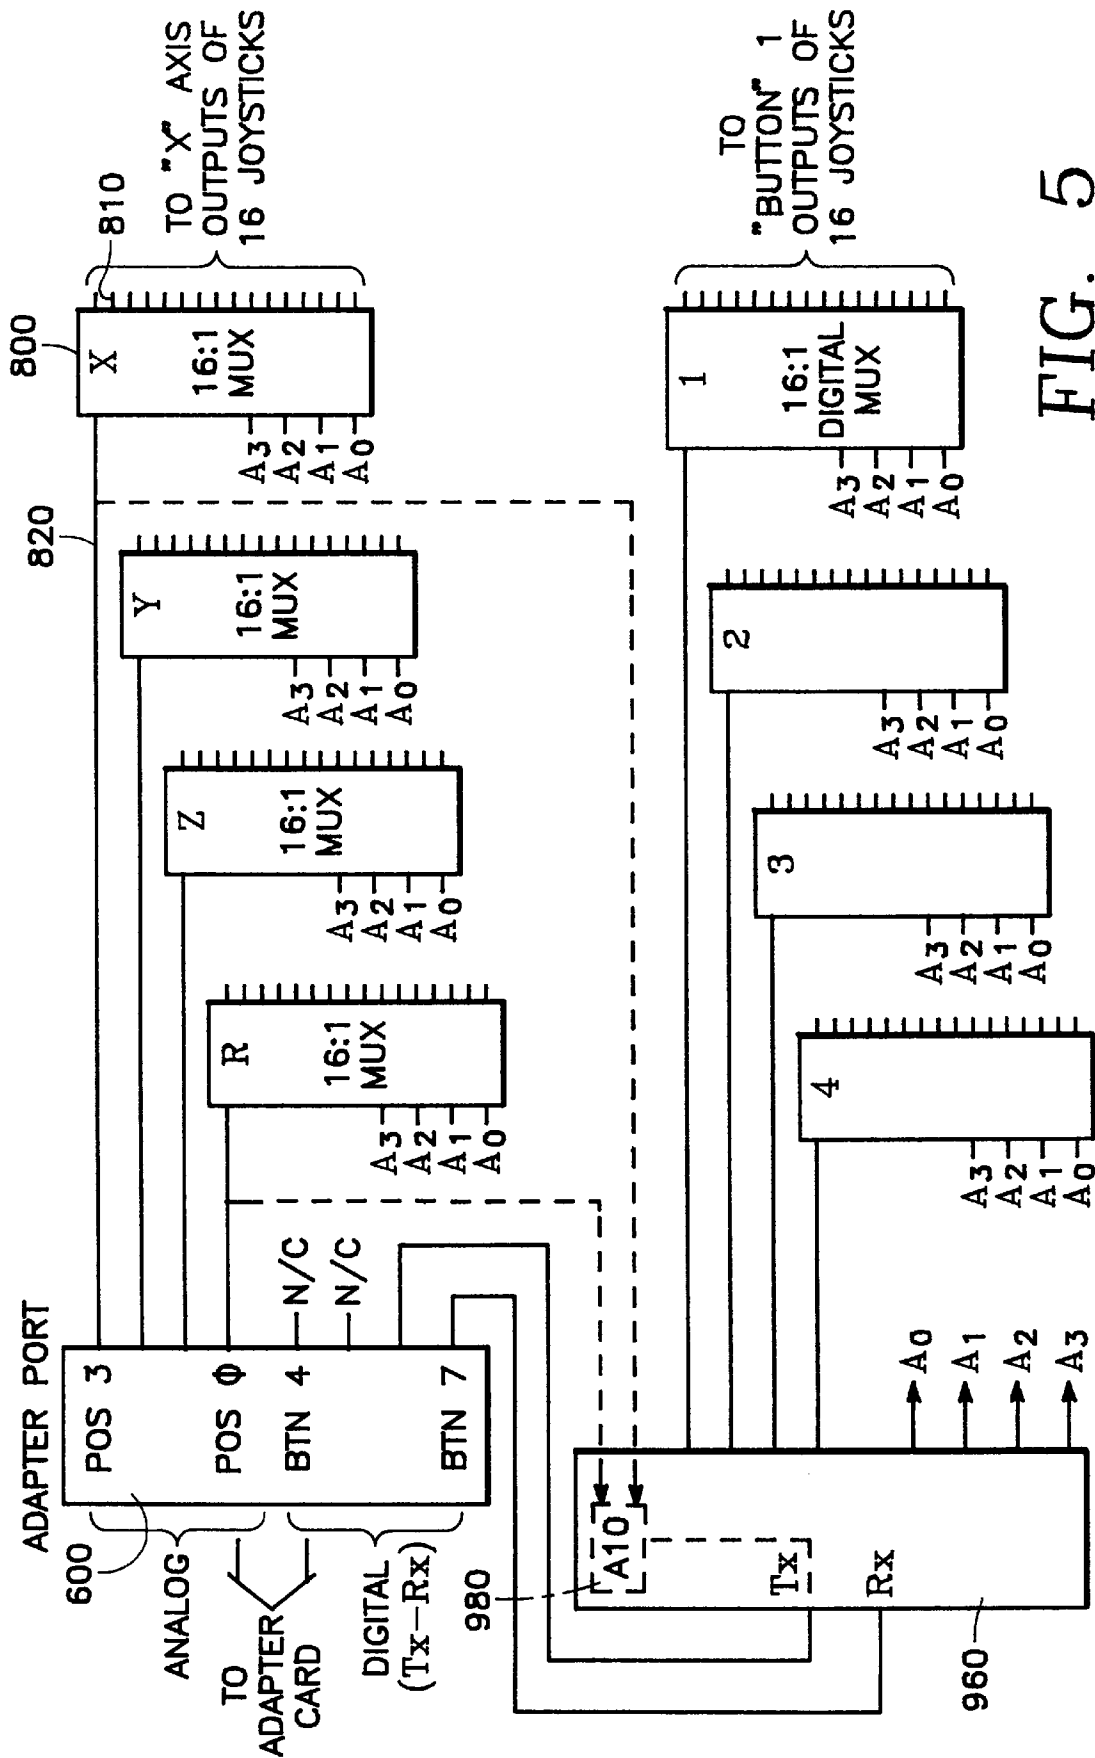 ADAPTER PORT
600
POS 3
POS Φ
BTN 4
BTN 7
N/C
N/C
ANALOG
TO
ADAPTER
CARD
DIGITAL
(Tx-Rx)
820
800
X
16:1
MUX
A3
A2
A1
A0
810
TO "X" AXIS
OUTPUTS OF
16 JOYSTICKS
Y
16:1
MUX
A3
A2
A1
A0
Z
16:1
MUX
A3
A2
A1
A0
R
16:1
MUX
A3
A2
A1
A0
980
A10
Tx
Rx
960
A0
A1
A2
A3
4
A3
A2
A1
A0
3
A3
A2
A1
A0
2
A3
A2
A1
A0
1
16:1
DIGITAL
MUX
A3
A2
A1
A0
TO
"BUTTON" 1
OUTPUTS OF
16 JOYSTICKS
FIG. 5